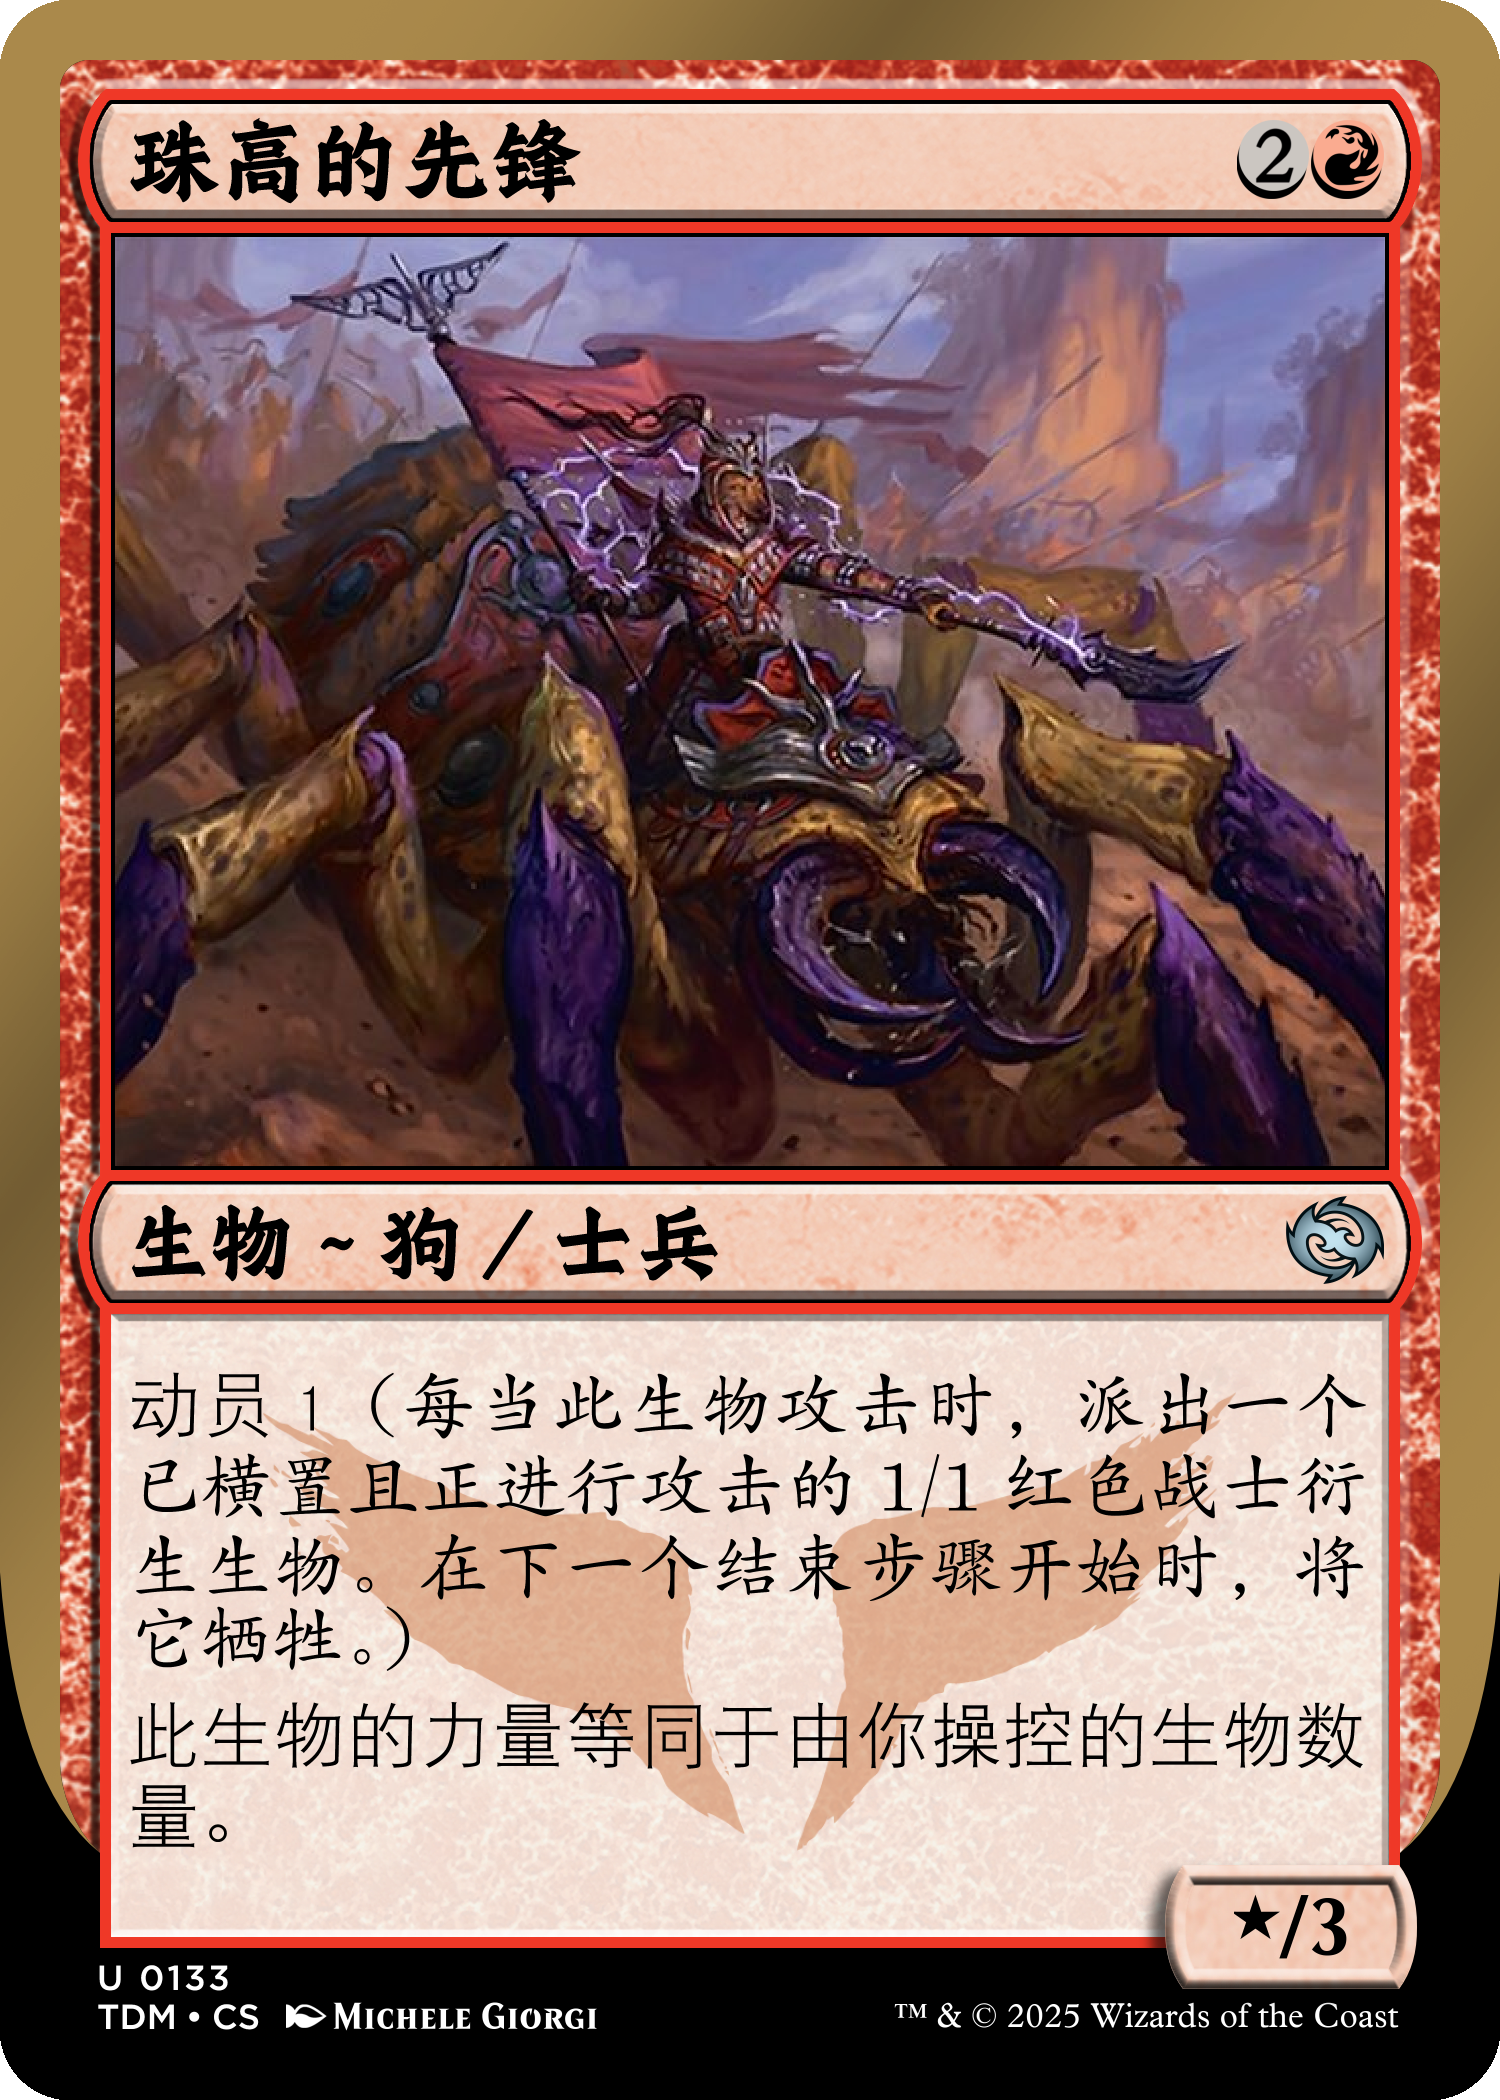 珠高的先锋 2
生物 ~ 狗／士兵
动员 1（每当此生物攻击时，派出一个
已横置且正进行攻击的 1/1 红色战士衍
生生物。在下一个结束步骤开始时，将
它牺牲。）
此生物的力量等同于由你操控的生物数
量。
★/3
U 0133
TDM • CS MICHELE GIORGI
™ & © 2025 Wizards of the Coast